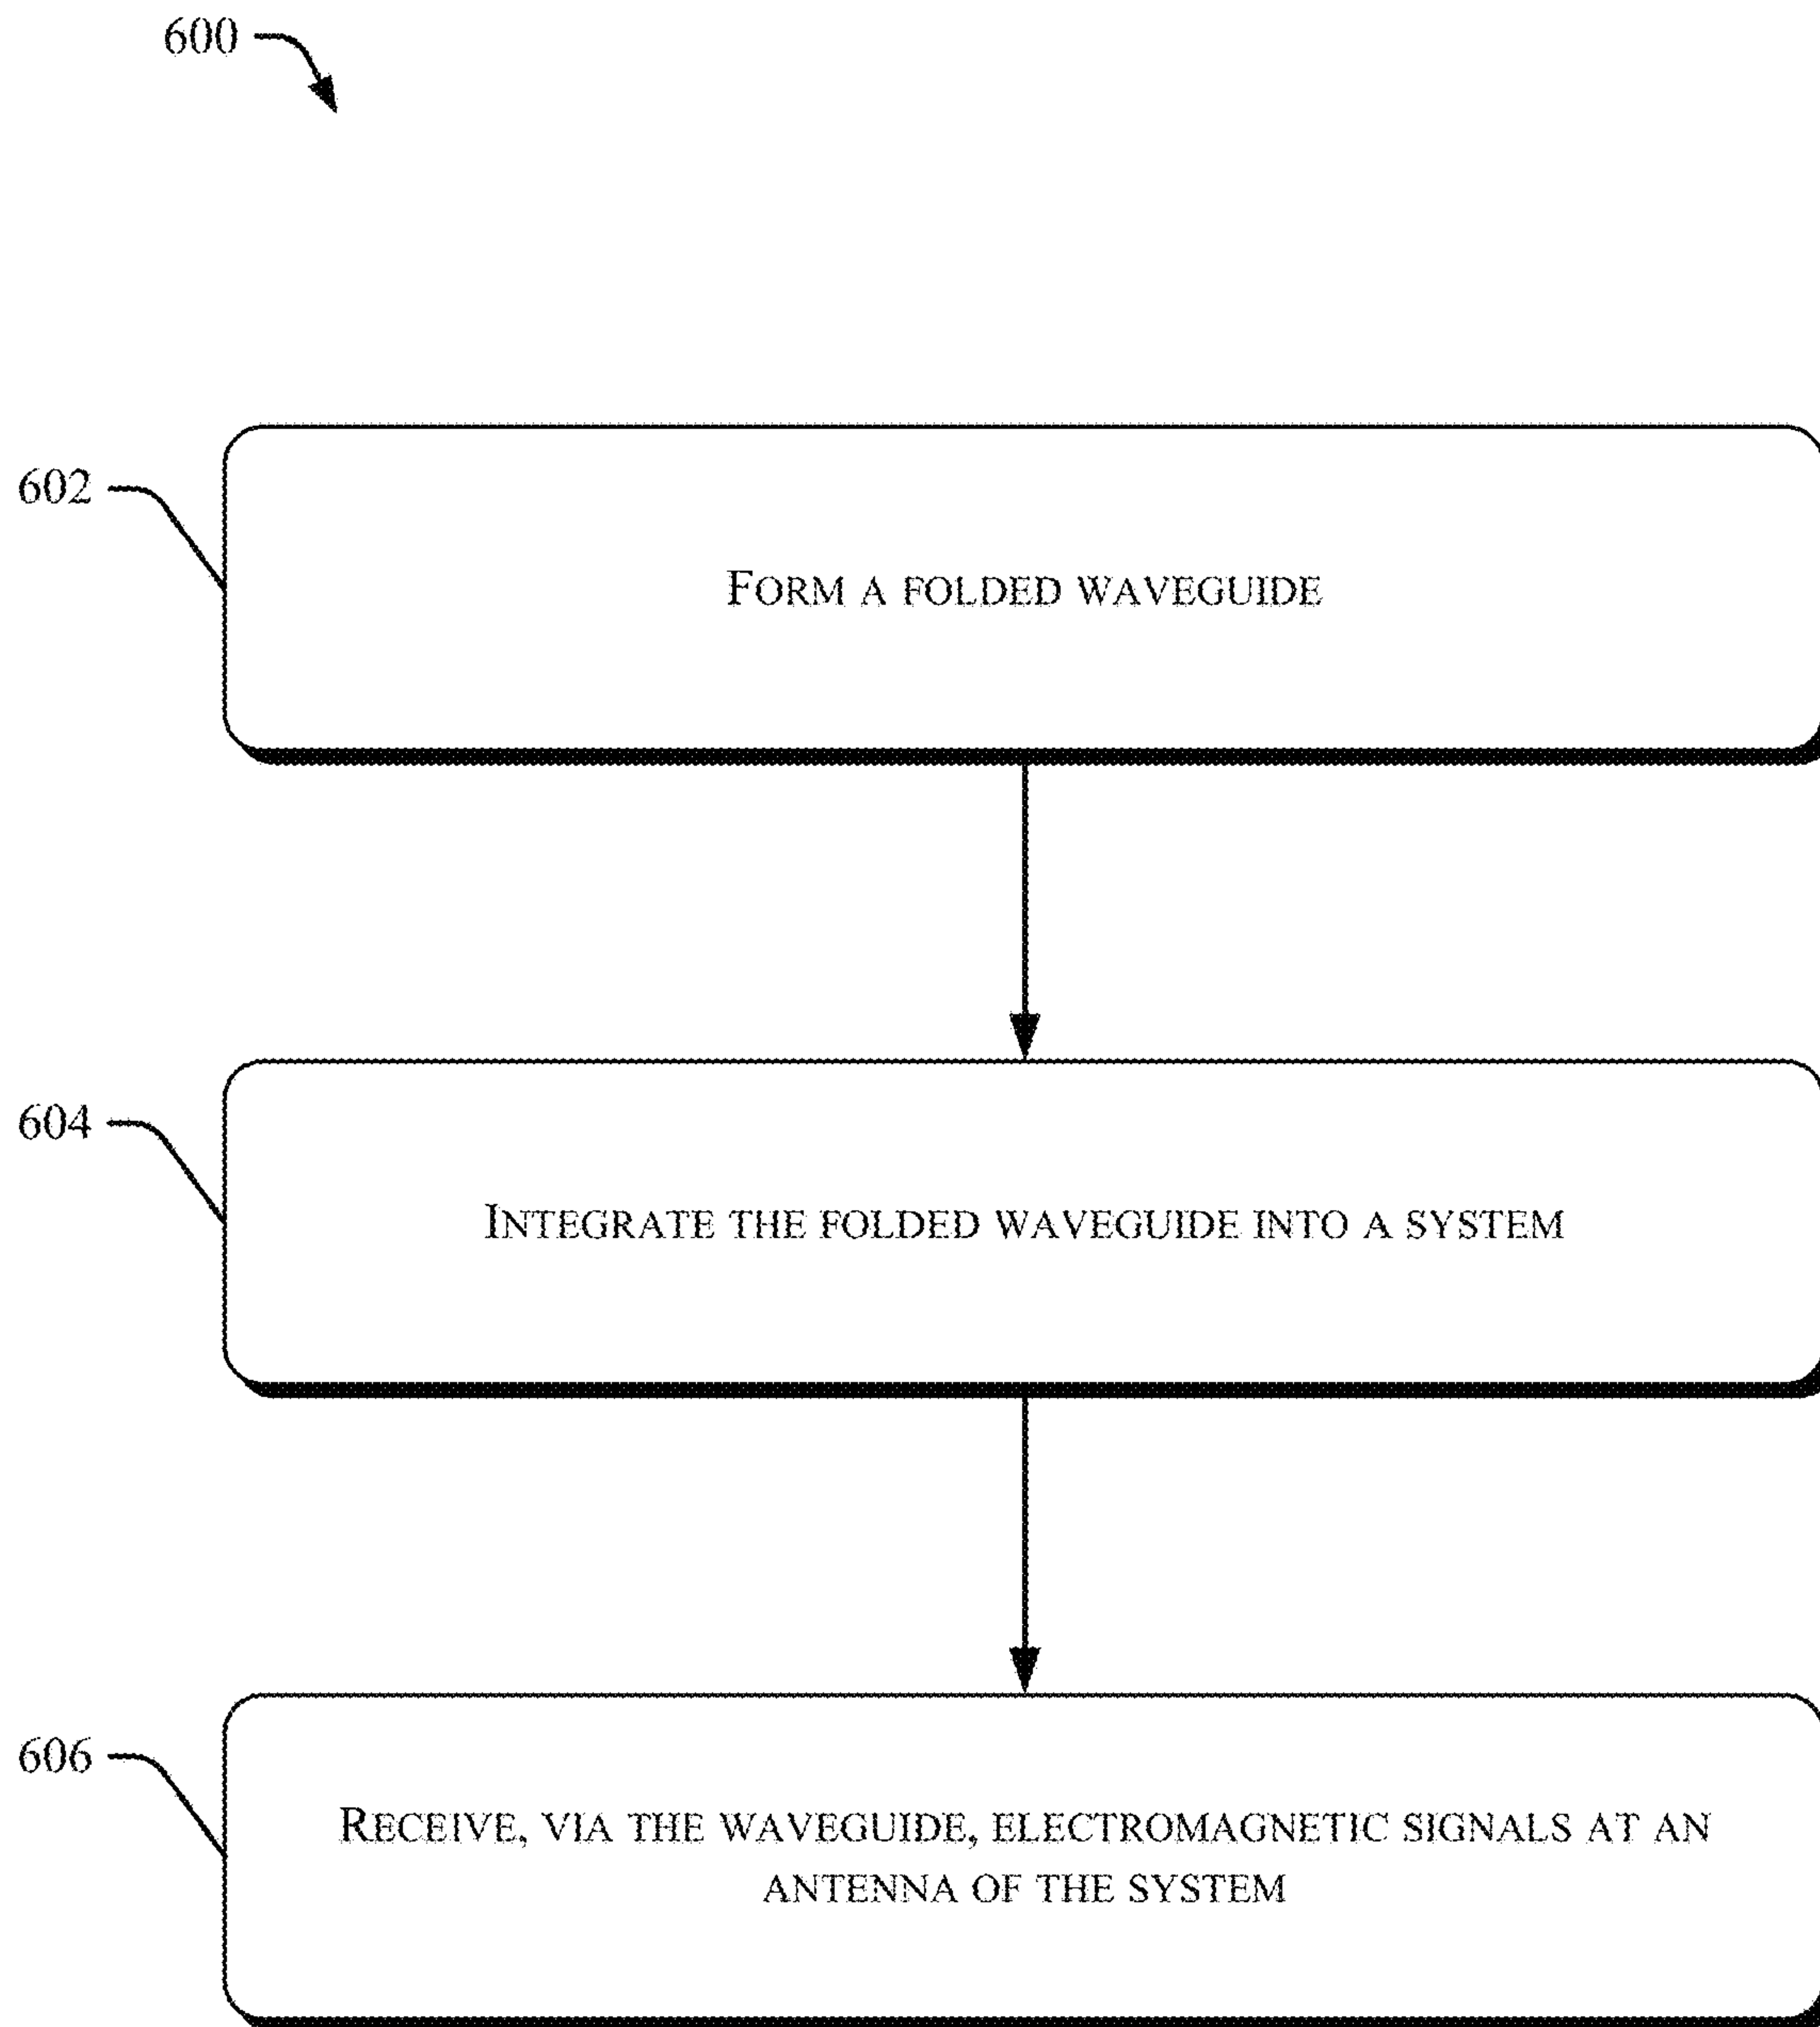 600
602
FORM A FOLDED WAVEGUIDE
604
INTEGRATE THE FOLDED WAVEGUIDE INTO A SYSTEM
606
RECEIVE, VIA THE WAVEGUIDE, ELECTROMAGNETIC SIGNALS AT AN
ANTENNA OF THE SYSTEM